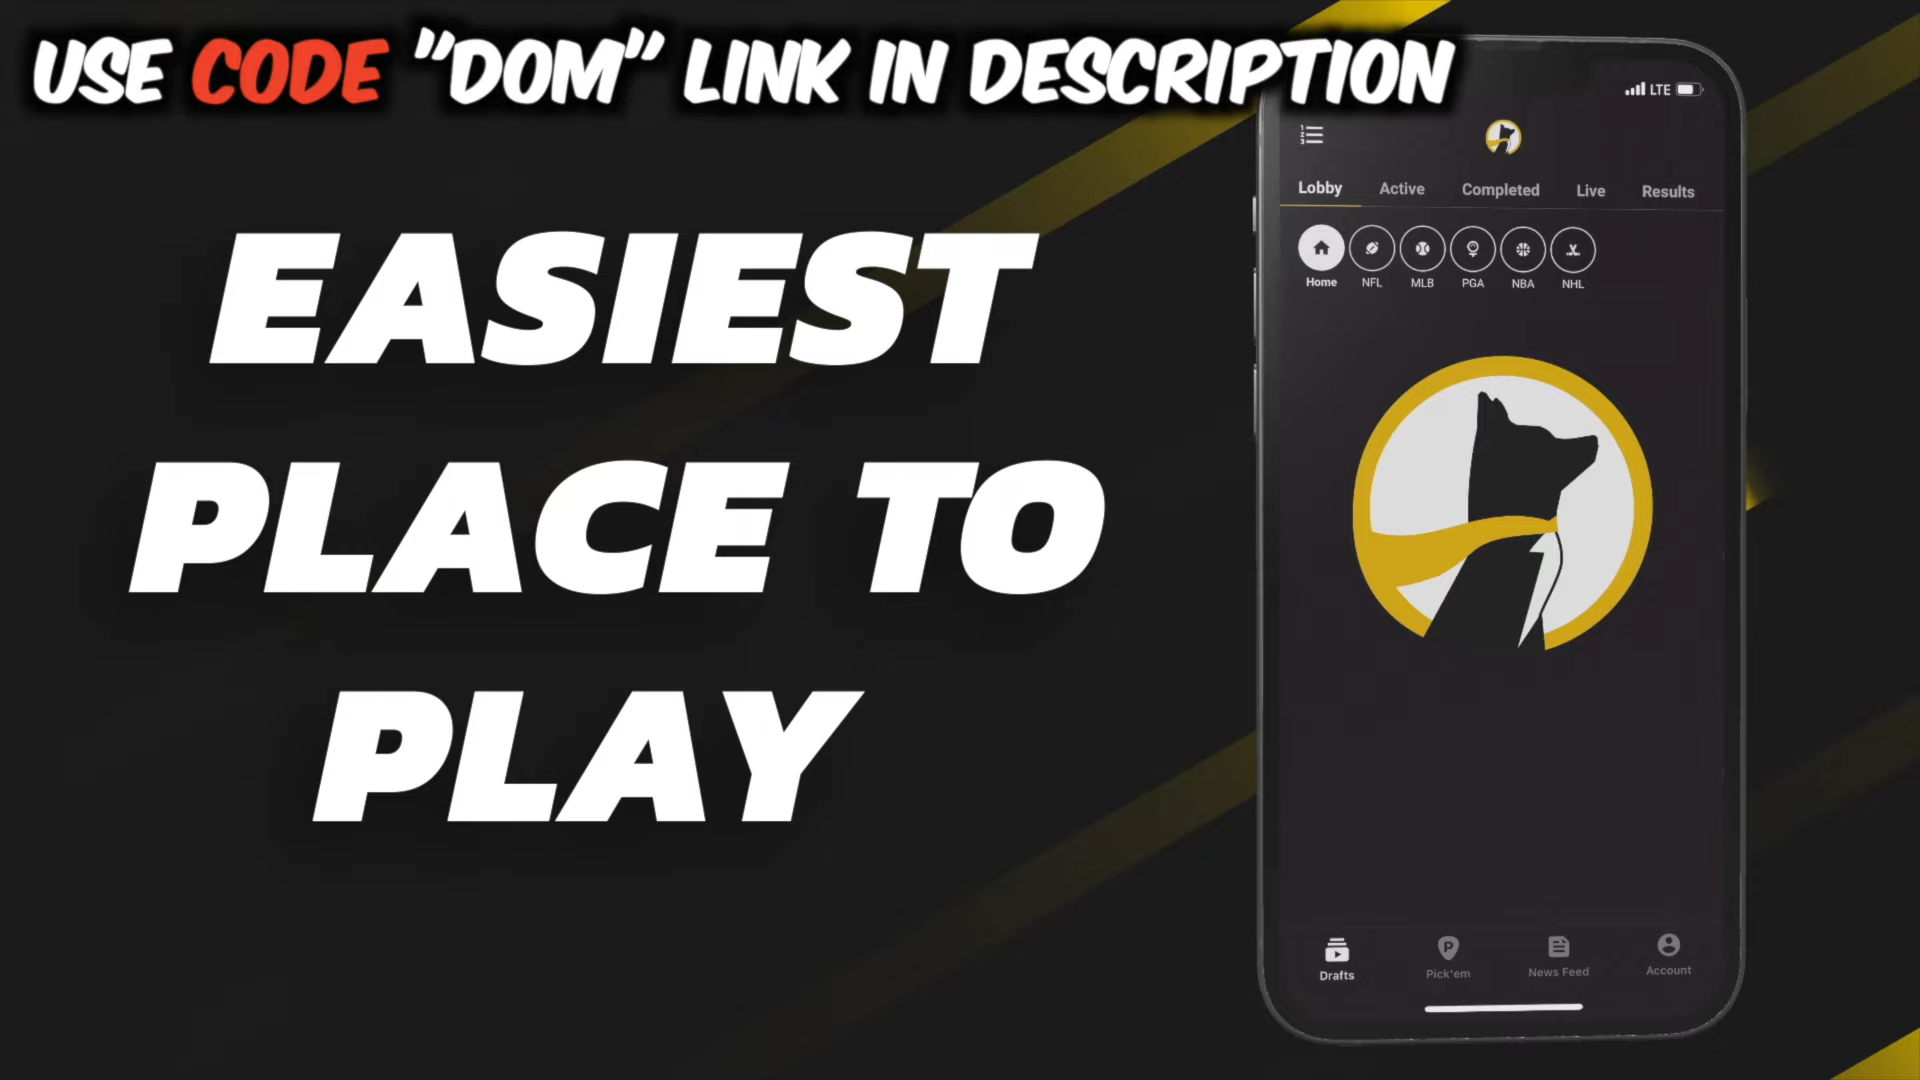 USE CODE "DOM" LINK IN DESCRIPTION
EASIEST
PLACE TO
PLAY
LTE
Lobby Active Completed Live Results
Home NFL MLB PGA NBA NHL
Drafts Pick'em News Feed Account